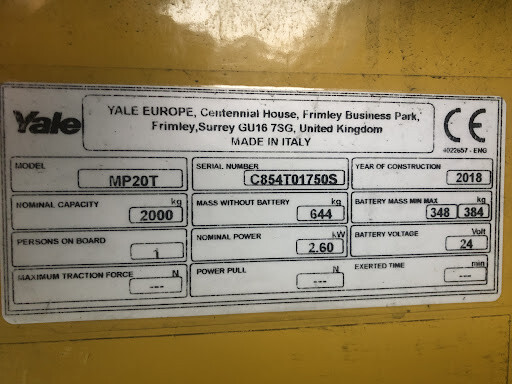 Yale
YALE EUROPE, Centennial House, Frimley Business Park,
Frimley,Surrey GU16 7SG, United Kingdom
MADE IN ITALY
CE
4022657 - ENG
MODEL
MP20T
SERIAL NUMBER
C854T01750S
YEAR OF CONSTRUCTION
2018
NOMINAL CAPACITY
kg
2000
MASS WITHOUT BATTERY
kg
644
BATTERY MASS MIN MAX
kg
348 384
PERSONS ON BOARD
1
NOMINAL POWER
kW
2.60
BATTERY VOLTAGE
Volt
24
MAXIMUM TRACTION FORCE
N
---
POWER PULL
N
---
EXERTED TIME
min
---